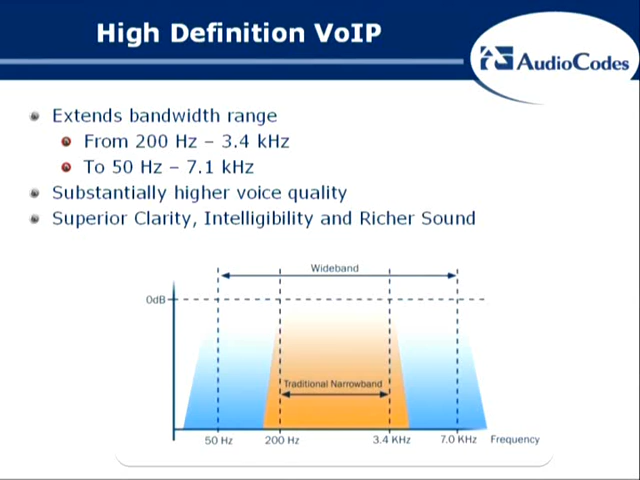 High Definition VoIP
AudioCodes
Extends bandwidth range
From 200 Hz – 3.4 kHz
To 50 Hz – 7.1 kHz
Substantially higher voice quality
Superior Clarity, Intelligibility and Richer Sound
Wideband
0dB
Traditional Narrowband
50 Hz 200 Hz 3.4 KHz 7.0 KHz Frequency